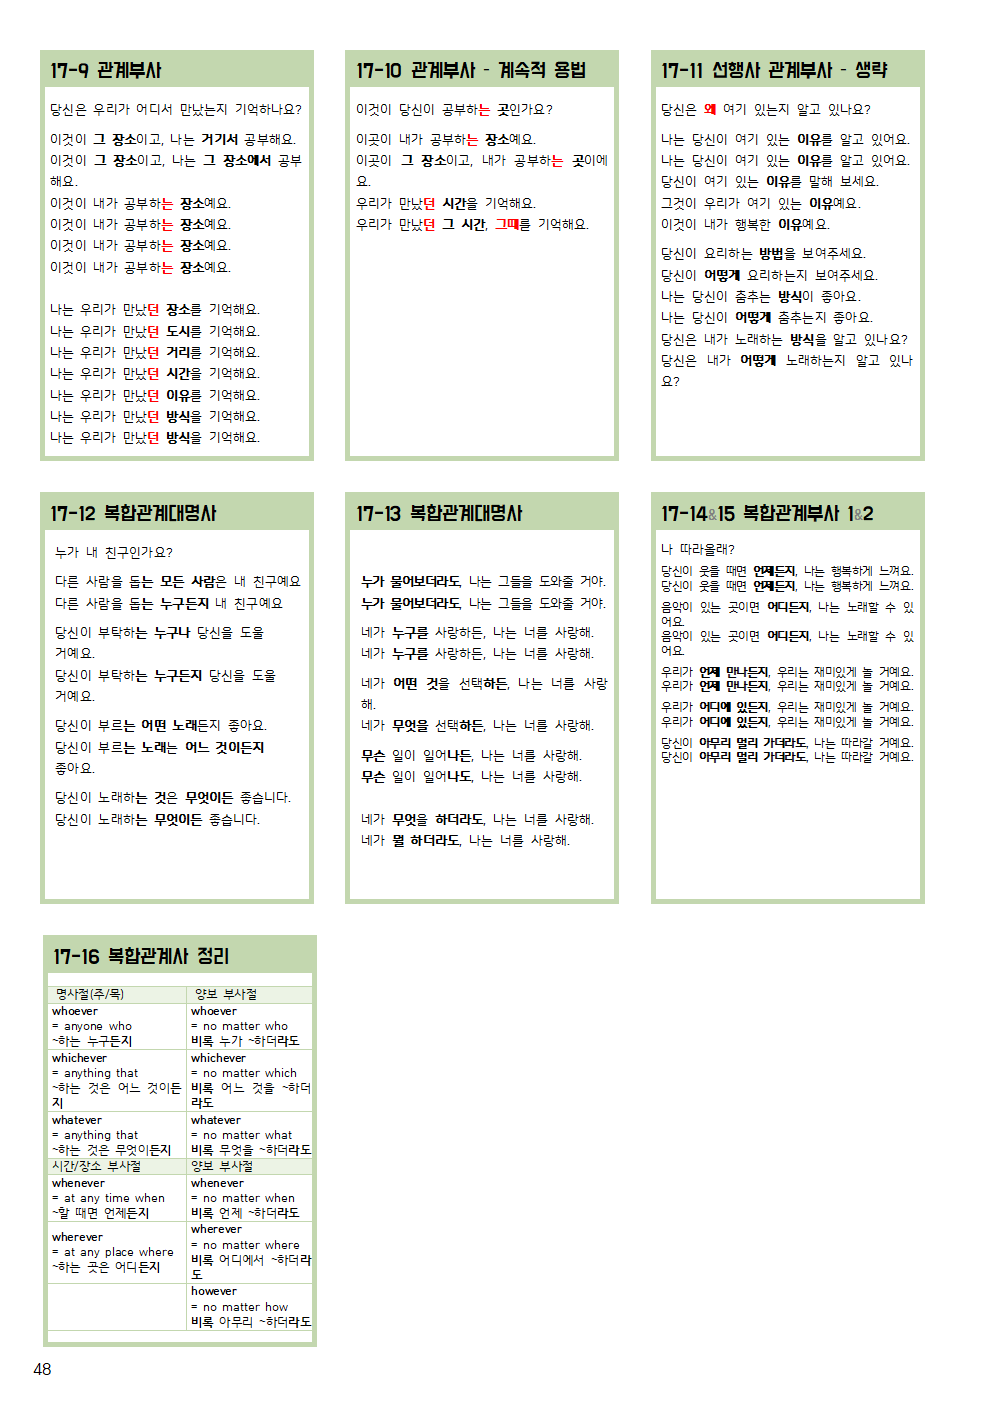 17-9 관계부사
당신은 우리가 어디서 만났는지 기억하나요?
이것이 그 장소이고, 나는 거기서 공부해요.
이것이 그 장소이고, 나는 그 장소에서 공부
해요.
이것이 내가 공부하는 장소예요.
이것이 내가 공부하는 장소예요.
이것이 내가 공부하는 장소예요.
이것이 내가 공부하는 장소예요.
나는 우리가 만났던 장소를 기억해요.
나는 우리가 만났던 도시를 기억해요.
나는 우리가 만났던 거리를 기억해요.
나는 우리가 만났던 시간을 기억해요.
나는 우리가 만났던 이유를 기억해요.
나는 우리가 만났던 방식을 기억해요.
나는 우리가 만났던 방식을 기억해요.
17-10 관계부사 - 계속적 용법
이것이 당신이 공부하는 곳인가요?
이곳이 내가 공부하는 장소예요.
이곳이 그 장소이고, 내가 공부하는 곳이에
요.
우리가 만났던 시간을 기억해요.
우리가 만났던 그 시간, 그때를 기억해요.
17-11 선행사 관계부사 - 생략
당신은 왜 여기 있는지 알고 있나요?
나는 당신이 여기 있는 이유를 알고 있어요.
나는 당신이 여기 있는 이유를 알고 있어요.
당신이 여기 있는 이유를 말해 보세요.
그것이 우리가 여기 있는 이유예요.
이것이 내가 행복한 이유예요.
당신이 요리하는 방법을 보여주세요.
당신이 어떻게 요리하는지 보여주세요.
나는 당신이 춤추는 방식이 좋아요.
나는 당신이 어떻게 춤추는지 좋아요.
당신은 내가 노래하는 방식을 알고 있나요?
당신은 내가 어떻게 노래하는지 알고 있나
요?
17-12 복합관계대명사
누가 내 친구인가요?
다른 사람을 돕는 모든 사람은 내 친구예요
다른 사람을 돕는 누구든지 내 친구예요
당신이 부탁하는 누구나 당신을 도울
거예요.
당신이 부탁하는 누구든지 당신을 도울
거예요.
당신이 부르는 어떤 노래든지 좋아요.
당신이 부르는 노래는 어느 것이든지
좋아요.
당신이 노래하는 것은 무엇이든 좋습니다.
당신이 노래하는 무엇이든 좋습니다.
17-13 복합관계대명사
누가 물어보더라도, 나는 그들을 도와줄 거야.
누가 물어보더라도, 나는 그들을 도와줄 거야.
네가 누구를 사랑하든, 나는 너를 사랑해.
네가 누구를 사랑하든, 나는 너를 사랑해.
네가 어떤 것을 선택하든, 나는 너를 사랑
해.
네가 무엇을 선택하든, 나는 너를 사랑해.
무슨 일이 일어나든, 나는 너를 사랑해.
무슨 일이 일어나도, 나는 너를 사랑해.
네가 무엇을 하더라도, 나는 너를 사랑해.
네가 뭘 하더라도, 나는 너를 사랑해.
17-14&15 복합관계부사 1&2
나 따라올래?
당신이 웃을 때면 언제든지, 나는 행복하게 느껴요.
당신이 웃을 때면 언제든지, 나는 행복하게 느껴요.
음악이 있는 곳이면 어디든지, 나는 노래할 수 있
어요.
음악이 있는 곳이면 어디든지, 나는 노래할 수 있
어요.
우리가 언제 만나든지, 우리는 재미있게 놀 거예요.
우리가 언제 만나든지, 우리는 재미있게 놀 거예요.
우리가 어디에 있든지, 우리는 재미있게 놀 거예요.
우리가 어디에 있든지, 우리는 재미있게 놀 거예요.
당신이 아무리 멀리 가더라도, 나는 따라갈 거예요.
당신이 아무리 멀리 가더라도, 나는 따라갈 거예요.
17-16 복합관계사 정리
명사절(주/목) 양보 부사절
whoever
= anyone who
~하는 누구든지
whoever
= no matter who
비록 누가 ~하더라도
whichever
= anything that
~하는 것은 어느 것이든
지
whichever
= no matter which
비록 어느 것을 ~하더
라도
whatever
= anything that
~하는 것은 무엇이든지
whatever
= no matter what
비록 무엇을 ~하더라도
시간/장소 부사절 양보 부사절
whenever
= at any time when
~할 때면 언제든지
whenever
= no matter when
비록 언제 ~하더라도
wherever
= at any place where
~하는 곳은 어디든지
wherever
= no matter where
비록 어디에서 ~하더라
도
however
= no matter how
비록 아무리 ~하더라도
48